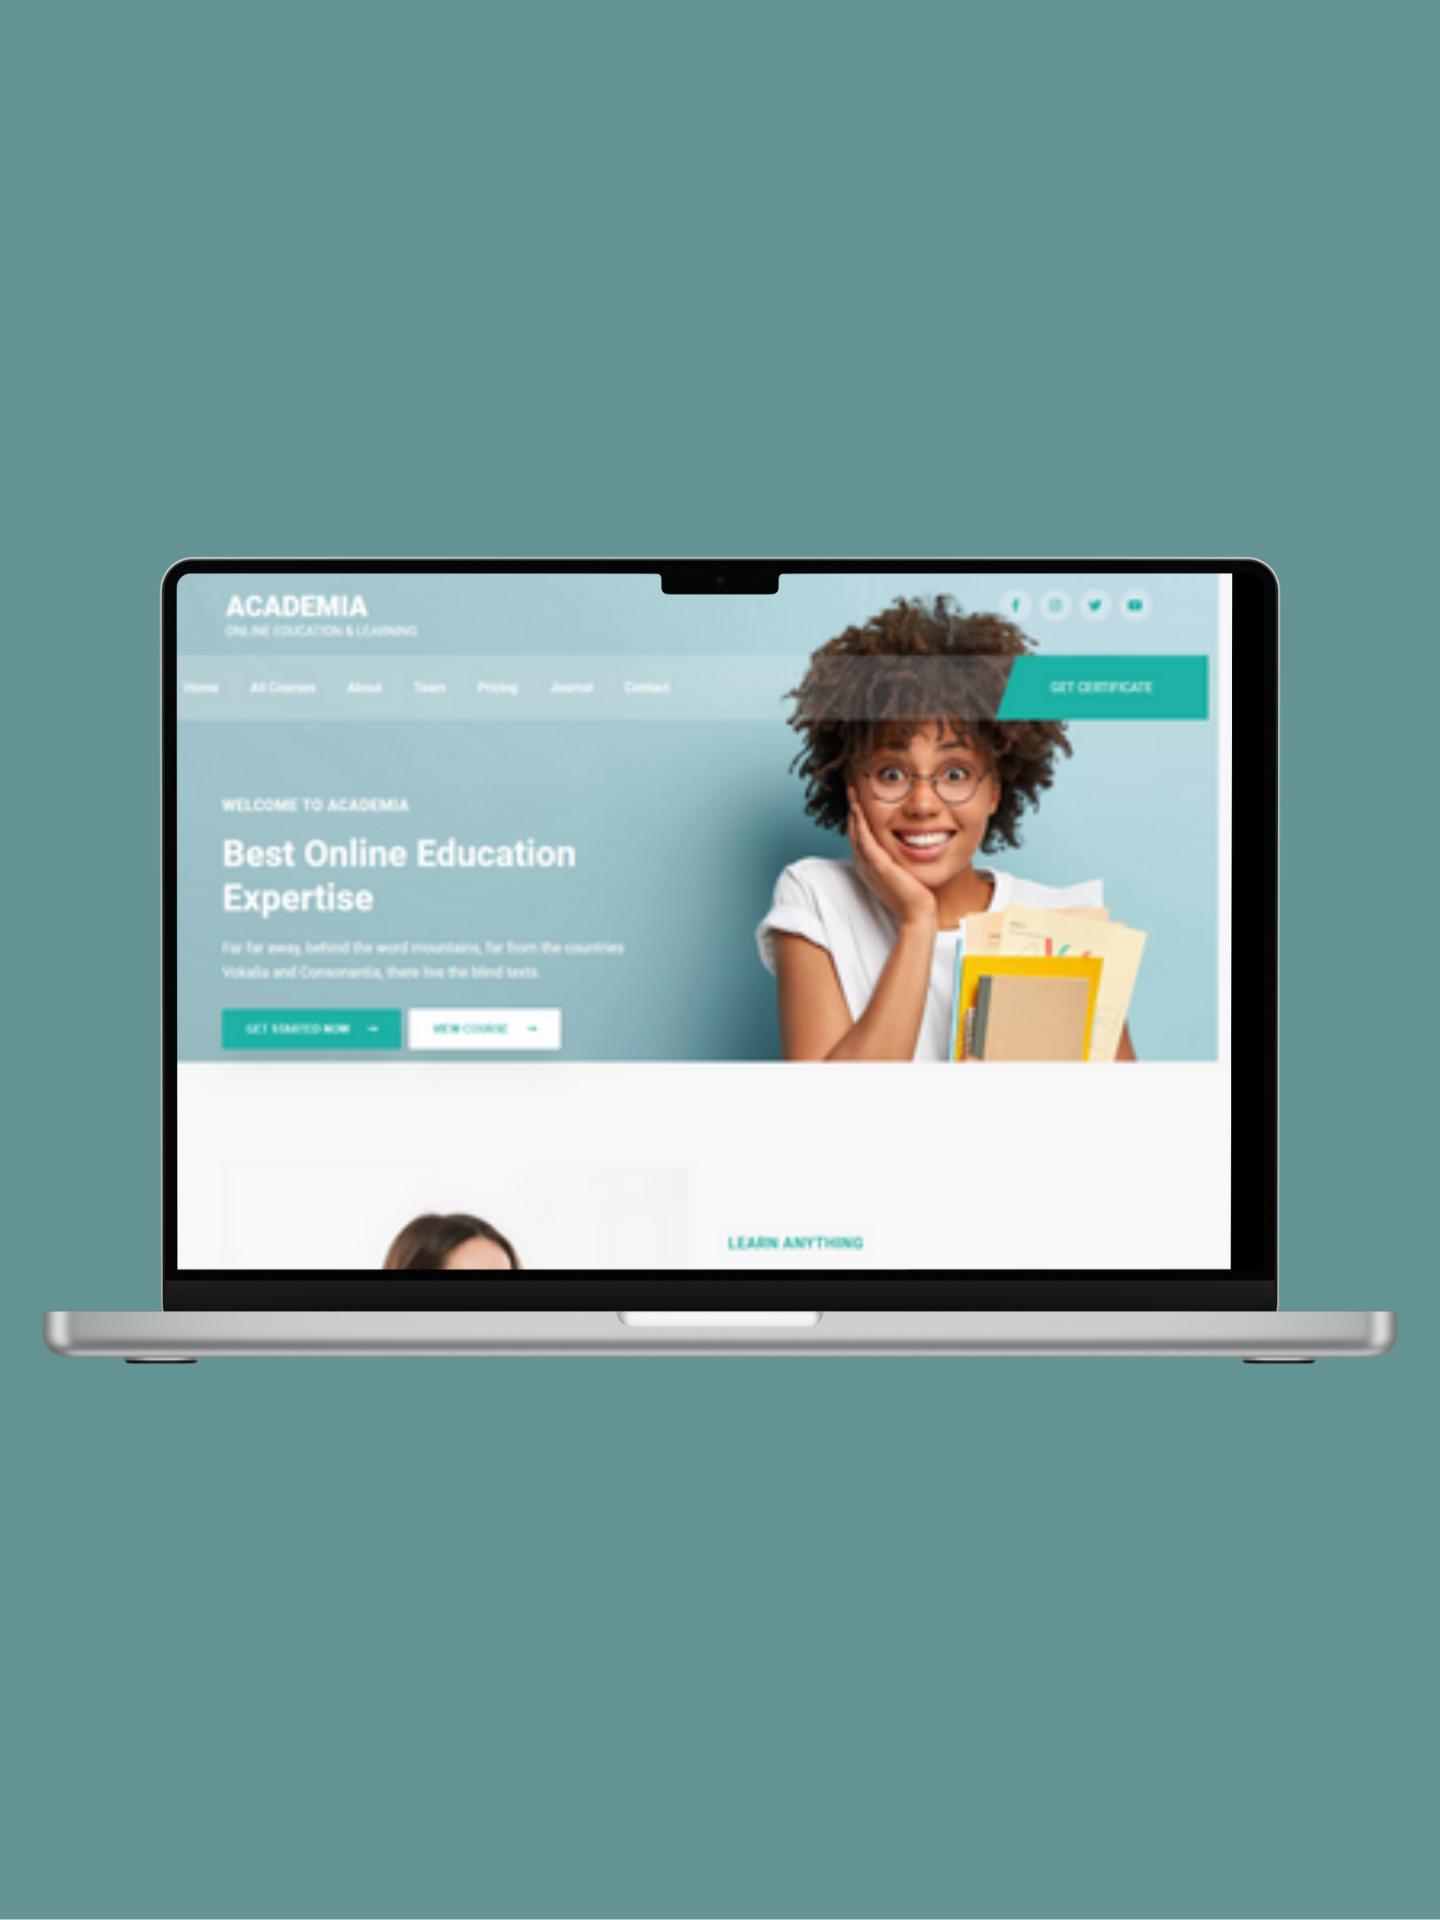 ACADEMIA
ONLINE EDUCATION & LEARNING
Home All Courses About Team Pricing Journal Contact
GET CERTIFICATE
WELCOME TO ACADEMIA
Best Online Education
Expertise
Far far away, behind the word mountains, far from the countries
Vokalia and Consonantia, there live the blind texts.
GET STARTED NOW → VIEW COURSE →
LEARN ANYTHING